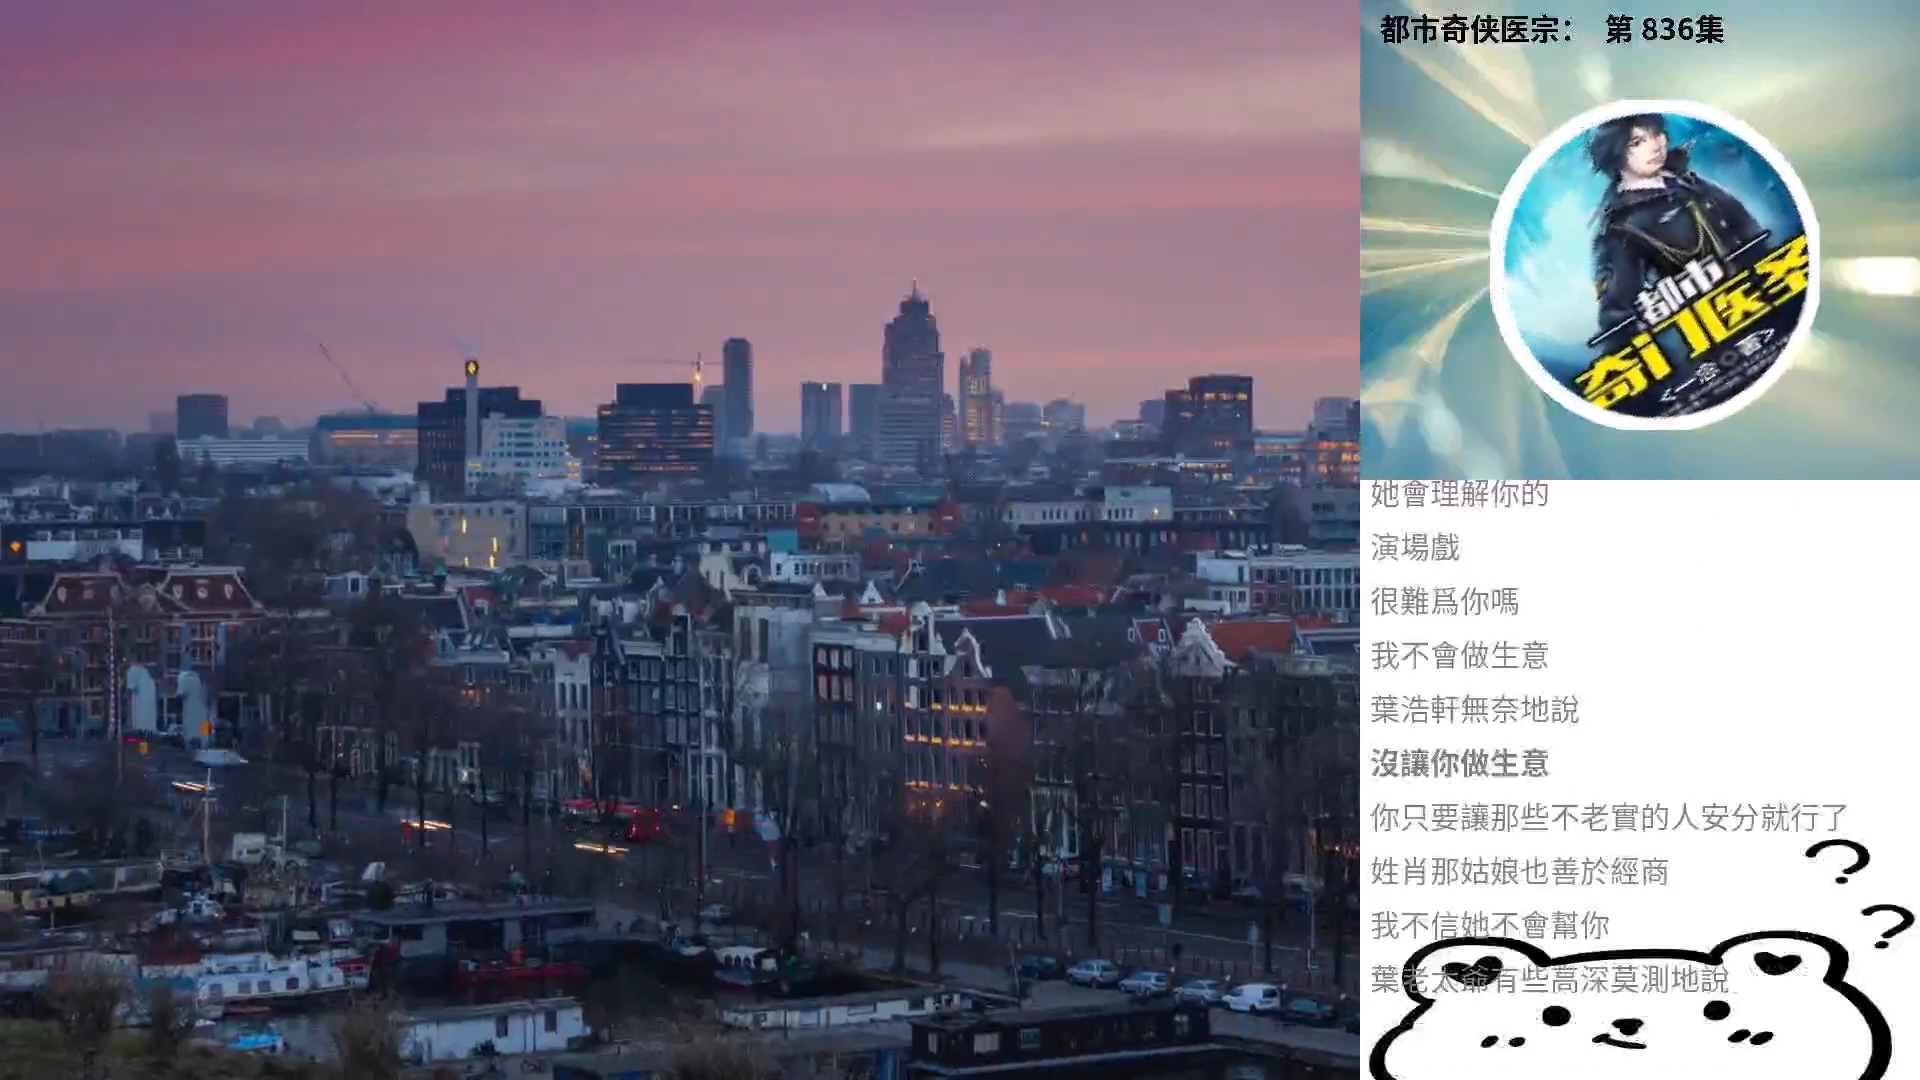 都市奇侠医宗： 第 836集
都市
奇门医圣
她會理解你的
演場戲
很難爲你嗎
我不會做生意
葉浩軒無奈地說
沒讓你做生意
你只要讓那些不老實的人安分就行了
姓肖那姑娘也善於經商
我不信她不會幫你
葉老太爺有些高深莫測地說
?
?